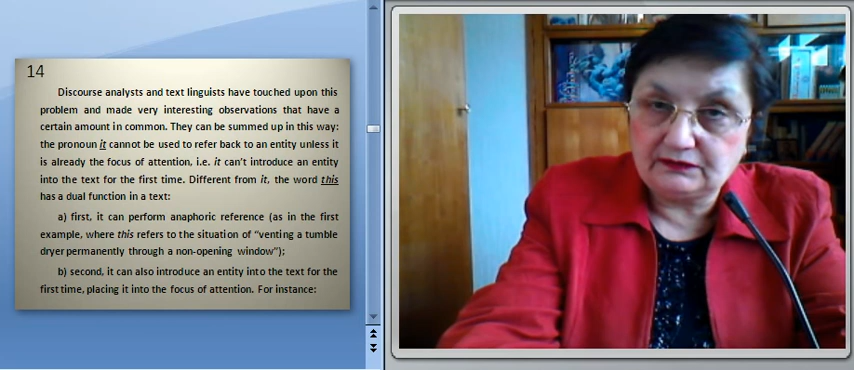 14
Discourse analysts and text linguists have touched upon this
problem and made very interesting observations that have a
certain amount in common. They can be summed up in this way:
the pronoun it cannot be used to refer back to an entity unless it
is already the focus of attention, i.e. it can’t introduce an entity
into the text for the first time. Different from it, the word this
has a dual function in a text:
a) first, it can perform anaphoric reference (as in the first
example, where this refers to the situation of “venting a tumble
dryer permanently through a non-opening window”);
b) second, it can also introduce an entity into the text for the
first time, placing it into the focus of attention. For instance: